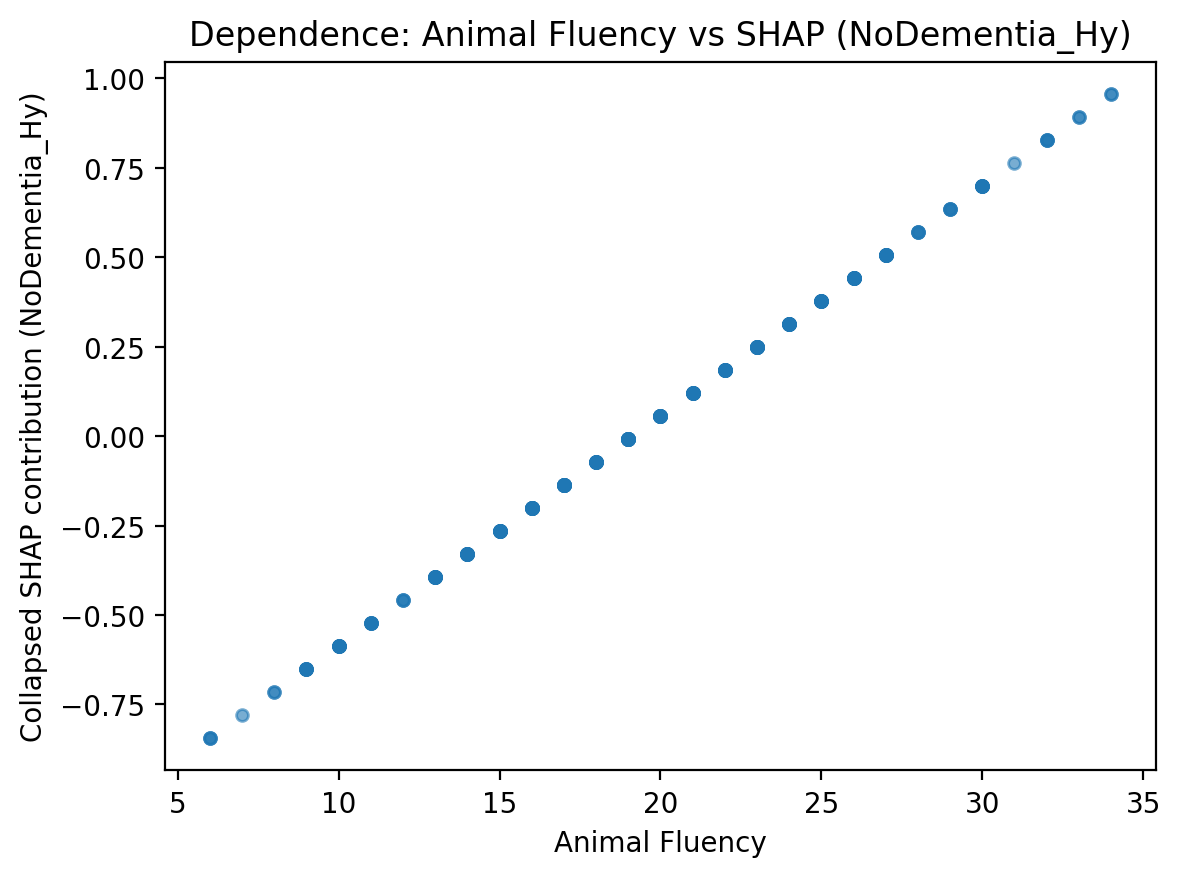 Dependence: Animal Fluency vs SHAP (NoDementia_Hy)
Collapsed SHAP contribution (NoDementia_Hy)
1.00
0.75
0.50
0.25
0.00
−0.25
−0.50
−0.75
5 10 15 20 25 30 35
Animal Fluency